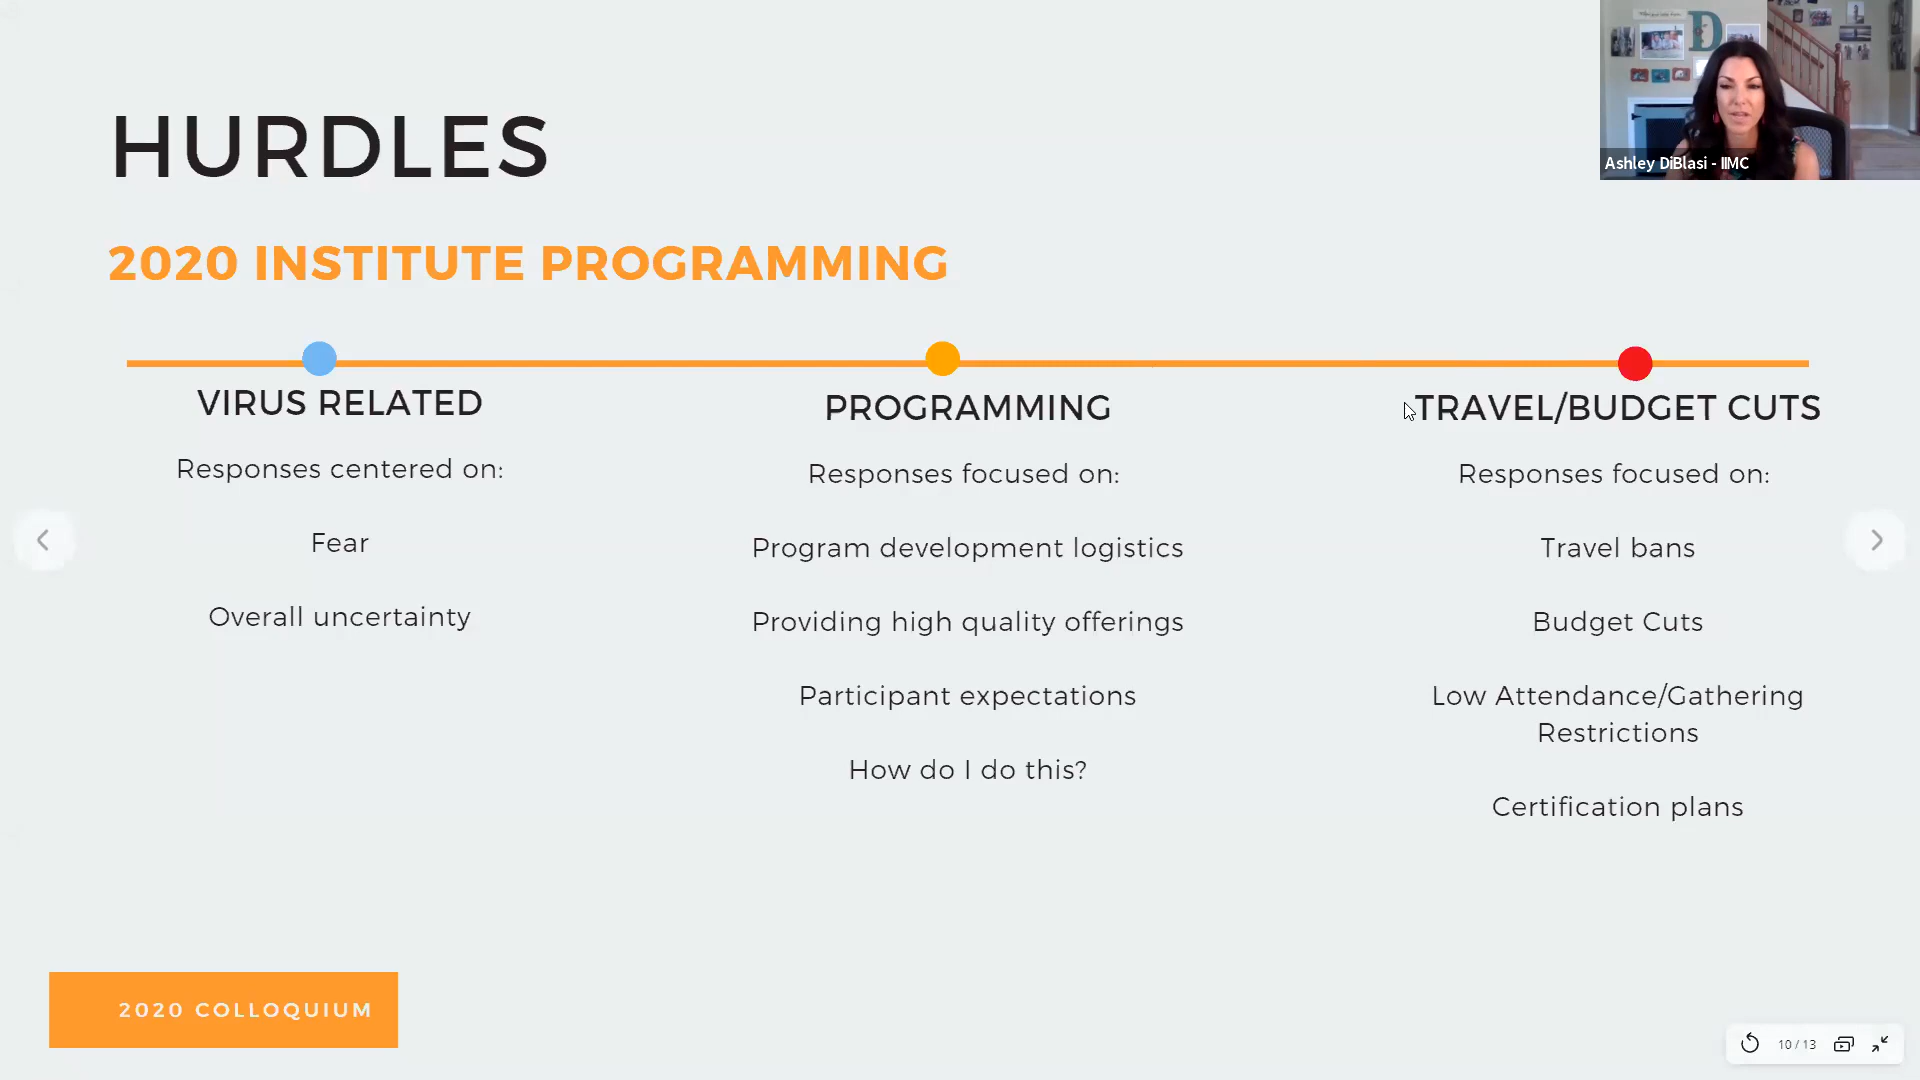 HURDLES
2020 INSTITUTE PROGRAMMING
Ashley DiBlasi - IIMC
VIRUS RELATED
Responses centered on:
Fear
Overall uncertainty
PROGRAMMING
Responses focused on:
Program development logistics
Providing high quality offerings
Participant expectations
How do I do this?
TRAVEL/BUDGET CUTS
Responses focused on:
Travel bans
Budget Cuts
Low Attendance/Gathering
Restrictions
Certification plans
2020 COLLOQUIUM
10 / 13